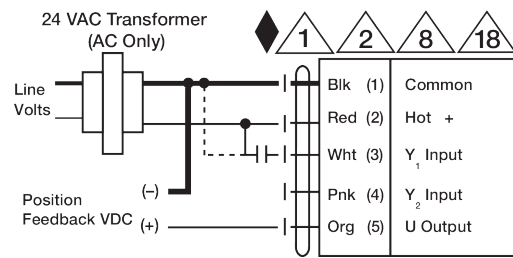 24 VAC Transformer
(AC Only)
1 2 8 18
Line
Volts
Blk (1) Common
Red (2) Hot +
Wht (3) Y1 Input
Position
Feedback VDC
(–)
(+)
Pnk (4) Y2 Input
Org (5) U Output